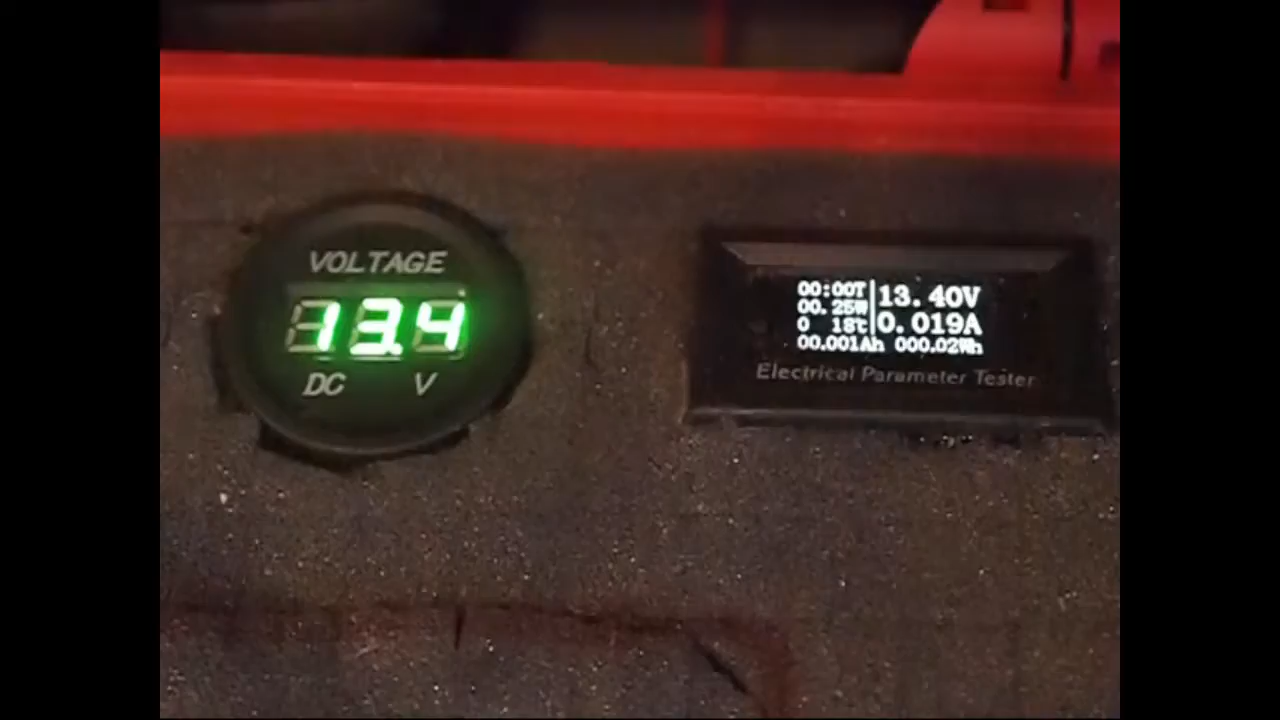 VOLTAGE
13.4
DC V
00:00T
00.25W
0 18t
13.40V
0.019A
00.001Ah 000.02Wh
Electrical Parameter Tester